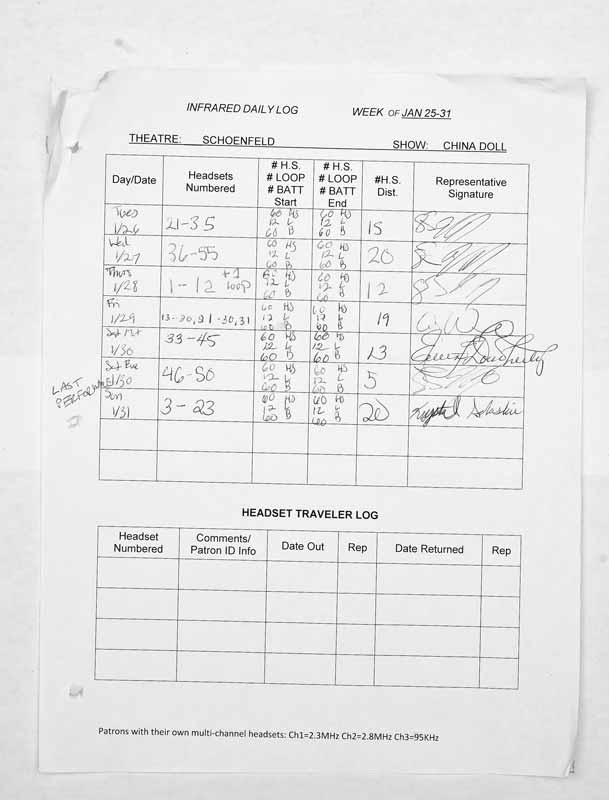 INFRARED DAILY LOG WEEK OF JAN 25-31
THEATRE: SCHOENFELD SHOW: CHINA DOLL
Day/Date Headsets Numbered # H.S. # LOOP # BATT Start # H.S. # LOOP # BATT End #H.S. Dist. Representative Signature
Tues 1/26 21-35 60 HS 12 L 60 B 60 HS 12 L 60 B 15
Wed 1/27 36-55 60 HS 12 L 60 B 60 HS 12 L 60 B 20
Thurs 1/28 1-12 +1 loop 60 HS 12 L 60 B 60 HS 12 L 60 B 12
Fri 1/29 13-20, 21-30, 31 60 HS 12 L 60 B 60 HS 12 L 60 B 19
Sat Mat 1/30 33-45 60 HS 12 L 60 B 60 HS 12 L 60 B 13
Sat Eve 1/30 46-50 60 HS 12 L 60 B 60 HS 12 L 60 B 5
LAST PERFORMANCE
Sun 1/31 3-23 60 HS 12 L 60 B 60 HS 12 L 60 20
HEADSET TRAVELER LOG
Headset Numbered Comments/ Patron ID Info Date Out Rep Date Returned Rep
Patrons with their own multi-channel headsets: Ch1=2.3MHz Ch2=2.8MHz Ch3=95KHz